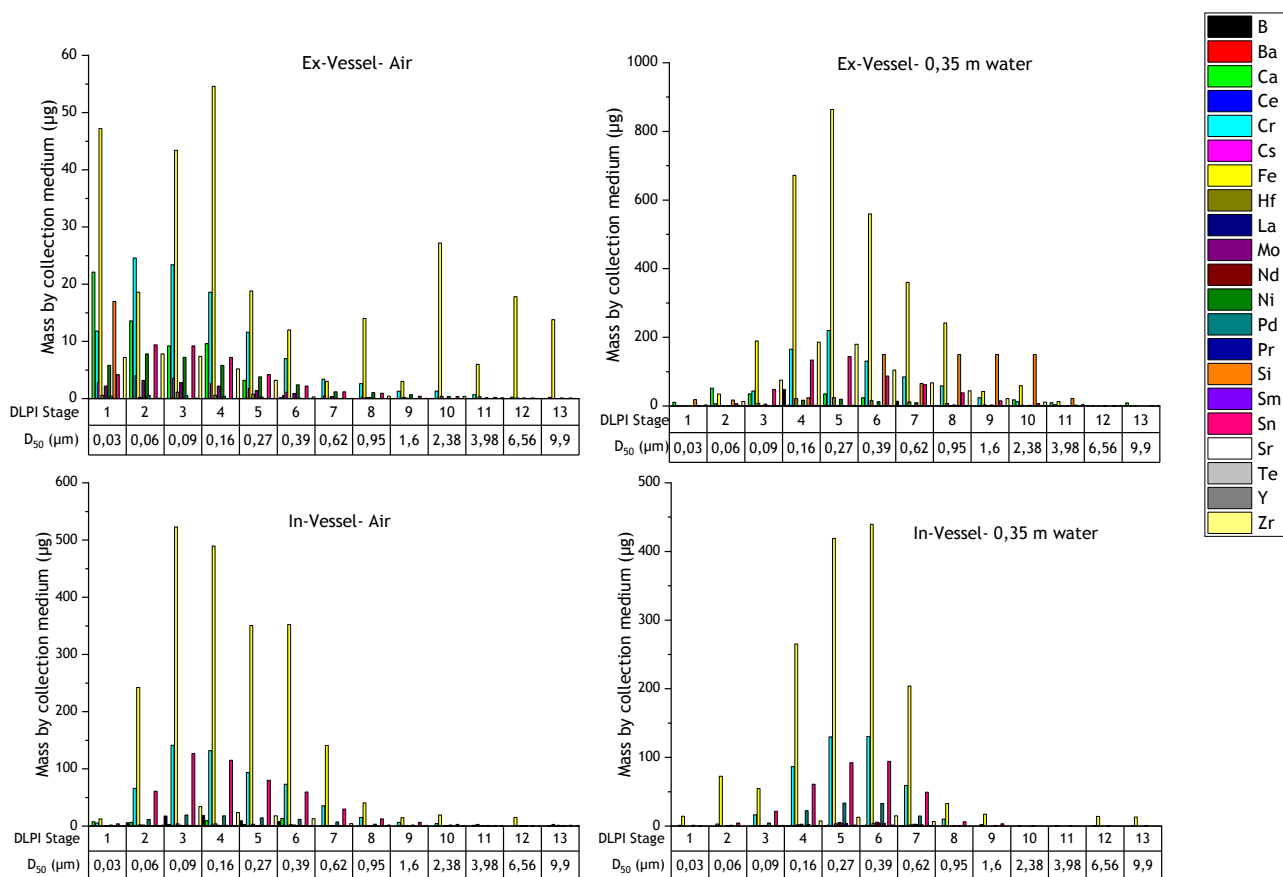 Ex-Vessel- Air
Mass by collection medium (µg)
60
50
40
30
20
10
0
DLPI Stage 1 2 3 4 5 6 7 8 9 10 11 12 13
D50 (µm) 0,03 0,06 0,09 0,16 0,27 0,39 0,62 0,95 1,6 2,38 3,98 6,56 9,9
Ex-Vessel- 0,35 m water
Mass by collection medium (µg)
1000
800
600
400
200
0
DLPI Stage 1 2 3 4 5 6 7 8 9 10 11 12 13
D50 (µm) 0,03 0,06 0,09 0,16 0,27 0,39 0,62 0,95 1,6 2,38 3,98 6,56 9,9
B
Ba
Ca
Ce
Cr
Cs
Fe
Hf
La
Mo
Nd
Ni
Pd
Pr
Si
Sm
Sn
Sr
Te
Y
Zr
In-Vessel- Air
Mass by collection medium (µg)
600
500
400
300
200
100
0
DLPI Stage 1 2 3 4 5 6 7 8 9 10 11 12 13
D50 (µm) 0,03 0,06 0,09 0,16 0,27 0,39 0,62 0,95 1,6 2,38 3,98 6,56 9,9
In-Vessel- 0,35 m water
Mass by collection medium (µg)
500
400
300
200
100
0
DLPI Stage 1 2 3 4 5 6 7 8 9 10 11 12 13
D50 (µm) 0,03 0,06 0,09 0,16 0,27 0,39 0,62 0,95 1,6 2,38 3,98 6,56 9,9